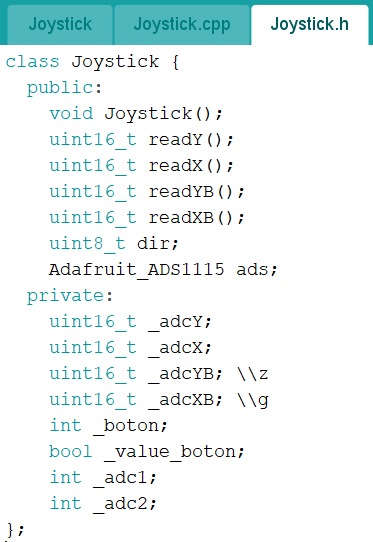 Joystick Joystick.cpp Joystick.h
class Joystick {
  public:
    void Joystick();
    uint16_t readY();
    uint16_t readX();
    uint16_t readYB();
    uint16_t readXB();
    uint8_t dir;
    Adafruit_ADS1115 ads;
  private:
    uint16_t _adcY;
    uint16_t _adcX;
    uint16_t _adcYB; \\z
    uint16_t _adcXB; \\g
    int _boton;
    bool _value_boton;
    int _adc1;
    int _adc2;
};